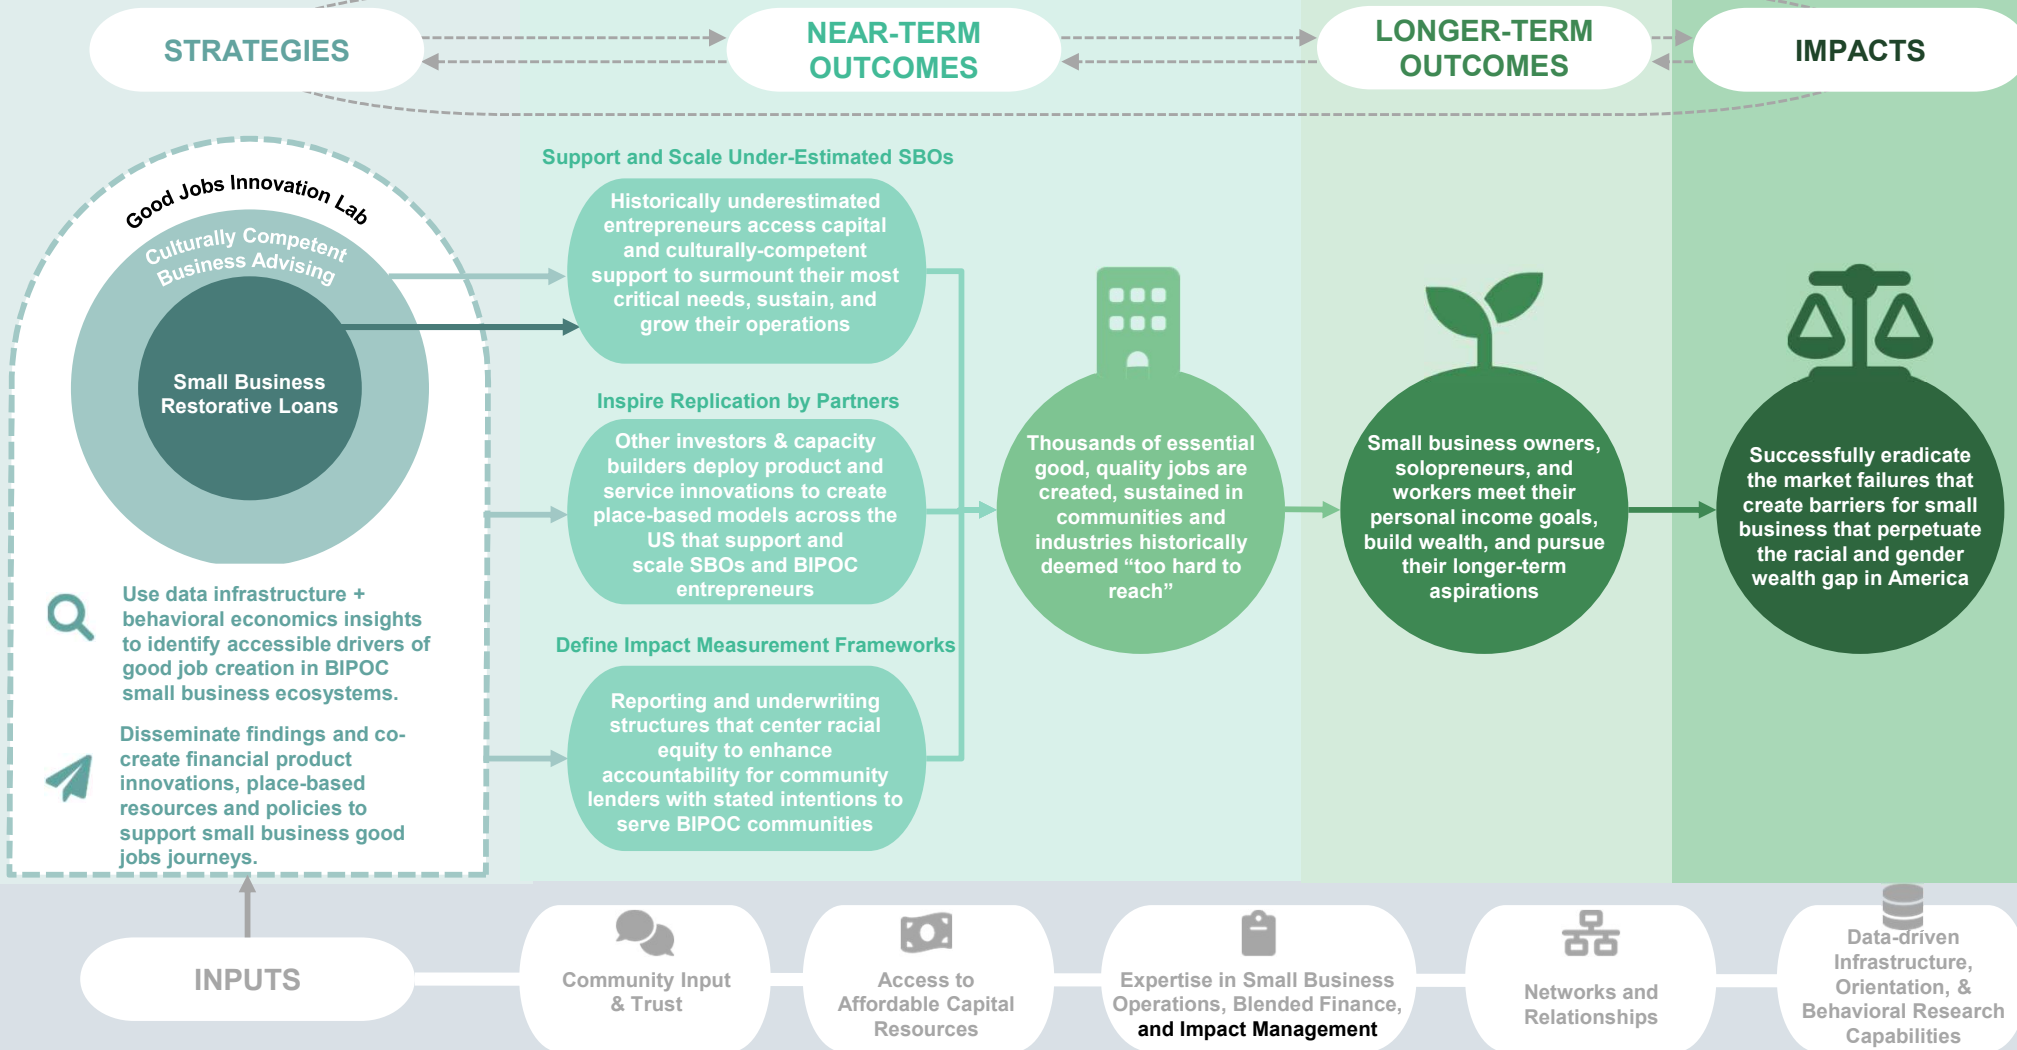 STRATEGIES
NEAR-TERM
OUTCOMES
LONGER-TERM
OUTCOMES
IMPACTS
Good Jobs Innovation Lab
Culturally Competent
Business Advising
Small Business
Restorative Loans
Use data infrastructure +
behavioral economics insights
to identify accessible drivers of
good job creation in BIPOC
small business ecosystems.
Disseminate findings and co-
create financial product
innovations, place-based
resources and policies to
support small business good
jobs journeys.
Support and Scale Under-Estimated SBOs
Historically underestimated
entrepreneurs access capital
and culturally-competent
support to surmount their most
critical needs, sustain, and
grow their operations
Inspire Replication by Partners
Other investors & capacity
builders deploy product and
service innovations to create
place-based models across the
US that support and
scale SBOs and BIPOC
entrepreneurs
Define Impact Measurement Frameworks
Reporting and underwriting
structures that center racial
equity to enhance
accountability for community
lenders with stated intentions to
serve BIPOC communities
Thousands of essential
good, quality jobs are
created, sustained in
communities and
industries historically
deemed “too hard to
reach”
Small business owners,
solopreneurs, and
workers meet their
personal income goals,
build wealth, and pursue
their longer-term
aspirations
Successfully eradicate
the market failures that
create barriers for small
business that perpetuate
the racial and gender
wealth gap in America
INPUTS
Community Input
& Trust
Access to
Affordable Capital
Resources
Expertise in Small Business
Operations, Blended Finance,
and Impact Management
Networks and
Relationships
Data-driven
Infrastructure,
Orientation, &
Behavioral Research
Capabilities